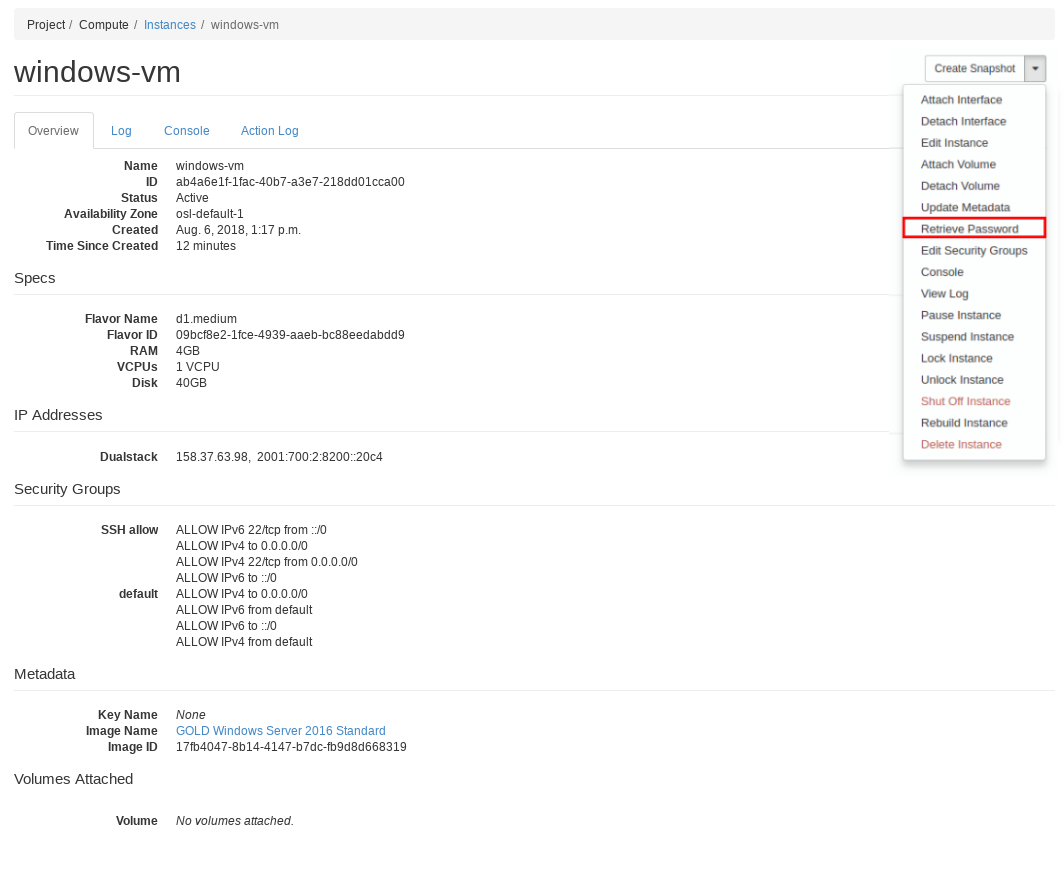 Project / Compute / Instances / windows-vm
windows-vm
Create Snapshot
Attach Interface
Detach Interface
Edit Instance
Attach Volume
Detach Volume
Update Metadata
Retrieve Password
Edit Security Groups
Console
View Log
Pause Instance
Suspend Instance
Lock Instance
Unlock Instance
Shut Off Instance
Rebuild Instance
Delete Instance
Overview Log Console Action Log
Name windows-vm
ID ab4a6e1f-1fac-40b7-a3e7-218dd01cca00
Status Active
Availability Zone osl-default-1
Created Aug. 6, 2018, 1:17 p.m.
Time Since Created 12 minutes
Specs
Flavor Name d1.medium
Flavor ID 09bcf8e2-1fce-4939-aaeb-bc88eedabdd9
RAM 4GB
VCPUs 1 VCPU
Disk 40GB
IP Addresses
Dualstack 158.37.63.98, 2001:700:2:8200::20c4
Security Groups
SSH allow ALLOW IPv6 22/tcp from ::/0
ALLOW IPv4 to 0.0.0.0/0
ALLOW IPv4 22/tcp from 0.0.0.0/0
ALLOW IPv6 to ::/0
default ALLOW IPv4 to 0.0.0.0/0
ALLOW IPv6 from default
ALLOW IPv6 to ::/0
ALLOW IPv4 from default
Metadata
Key Name None
Image Name GOLD Windows Server 2016 Standard
Image ID 17fb4047-8b14-4147-b7dc-fb9d8d668319
Volumes Attached
Volume No volumes attached.